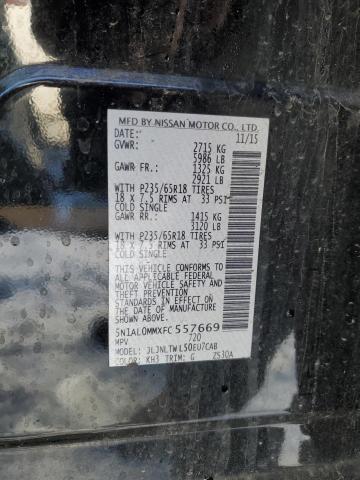 MFD BY NISSAN MOTOR CO., LTD.
DATE: 11/15
GVWR: 2715 KG
5986 LB
GAWR FR: 1325 KG
2921 LB
WITH P235/65R18 TIRES
18 X 7.5 RIMS AT 33 PSI
COLD SINGLE
GAWR RR: 1415 KG
3120 LB
WITH P235/65R18 TIRES
18 X 7.5 RIMS AT 33 PSI
COLD SINGLE
THIS VEHICLE CONFORMS TO
ALL APPLICABLE FEDERAL
MOTOR VEHICLE SAFETY
STANDARDS IN EFFECT ON THE
DATE OF MANUFACTURE SHOWN
ABOVE.
5N1AL0MMXFC557669
MPV 720
MODEL: JLJNLTWL50EU7CAB
COLOR: KH3 TRIM: G ZS30A